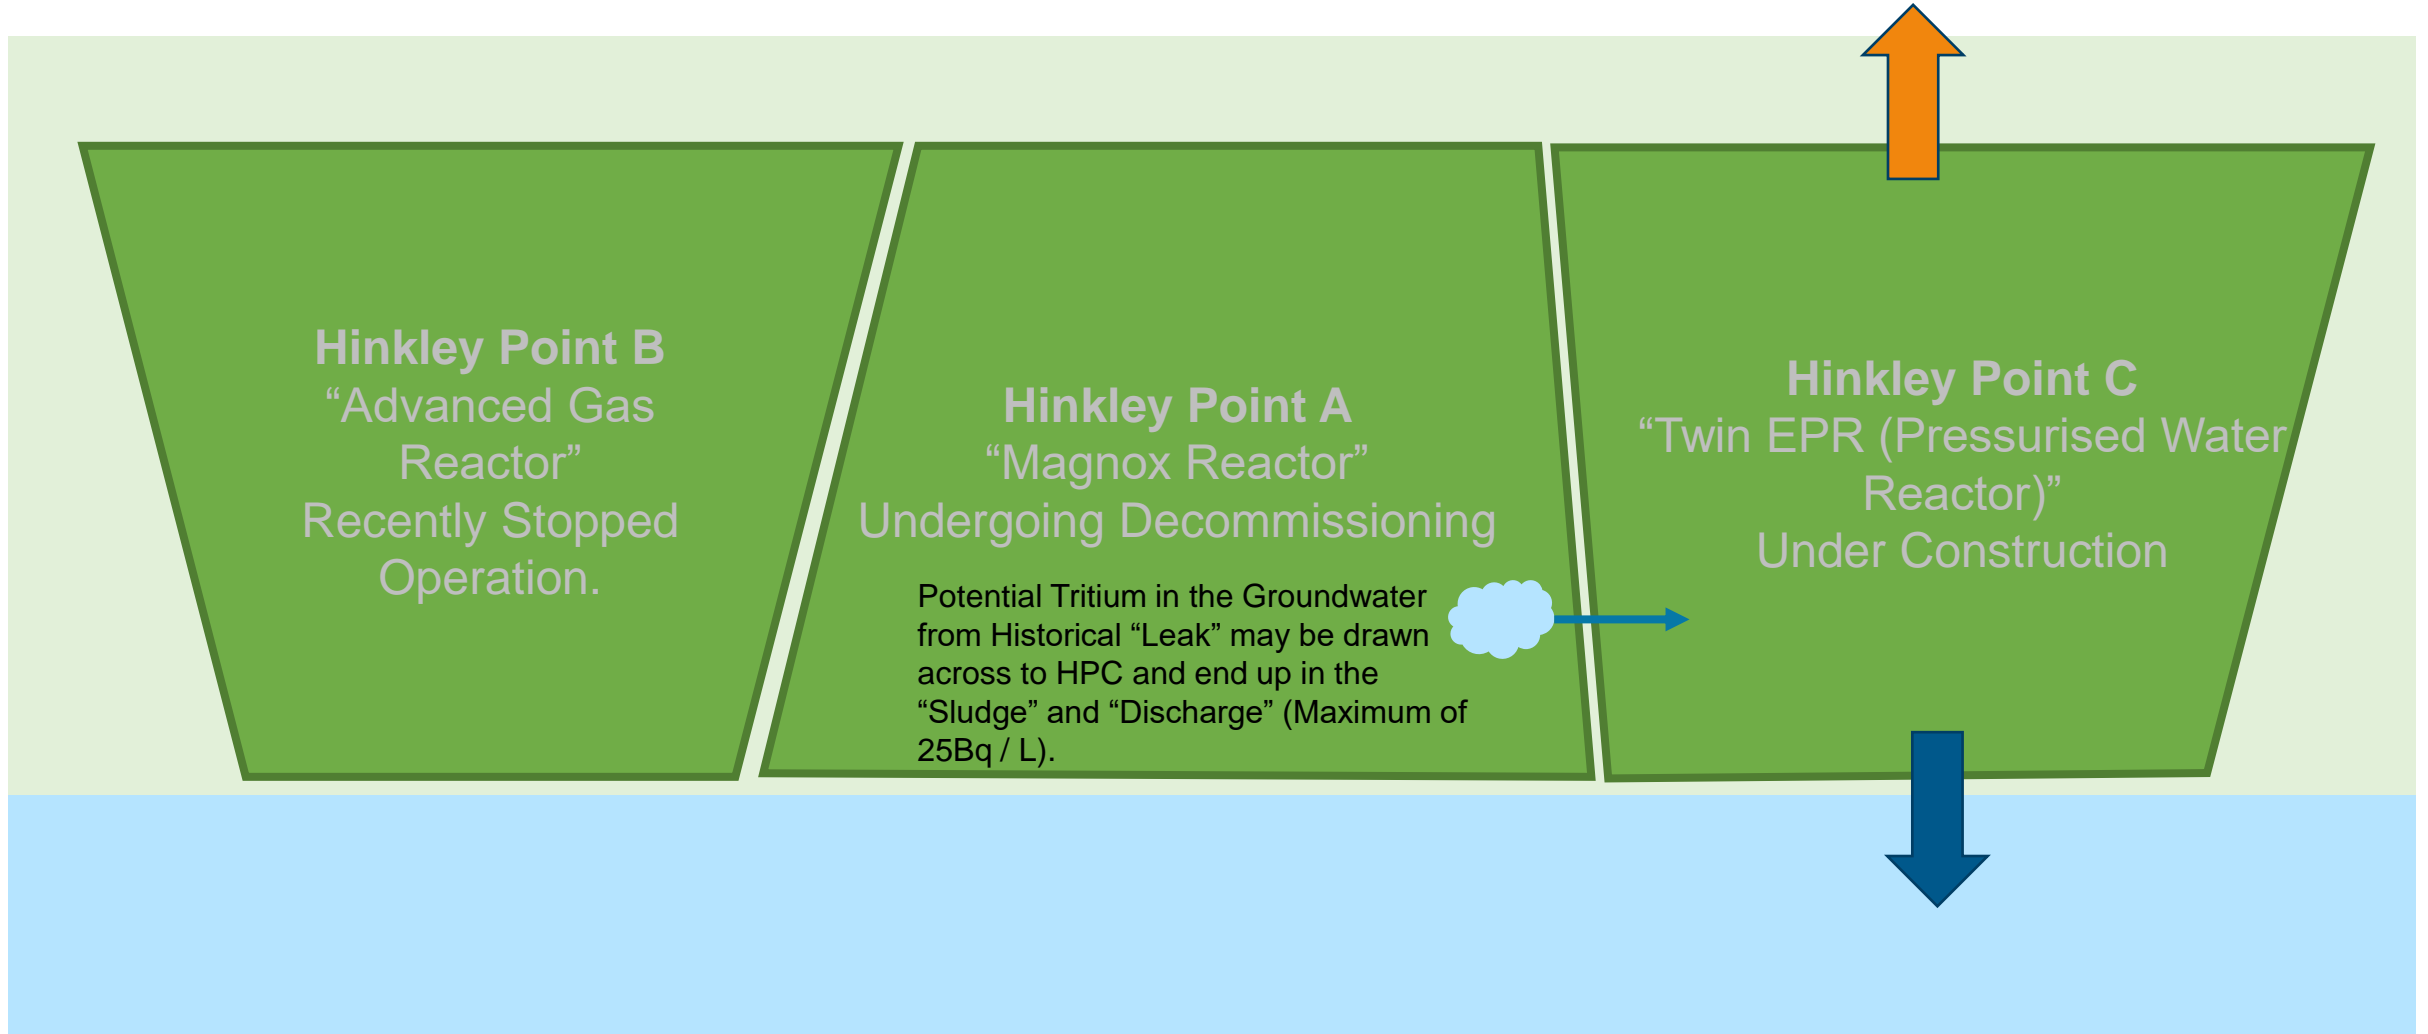 Hinkley Point B
“Advanced Gas
Reactor”
Recently Stopped
Operation.
Hinkley Point A
“Magnox Reactor”
Undergoing Decommissioning
Potential Tritium in the Groundwater
from Historical “Leak” may be drawn
across to HPC and end up in the
“Sludge” and “Discharge” (Maximum of
25Bq / L).
Hinkley Point C
“Twin EPR (Pressurised Water
Reactor)”
Under Construction